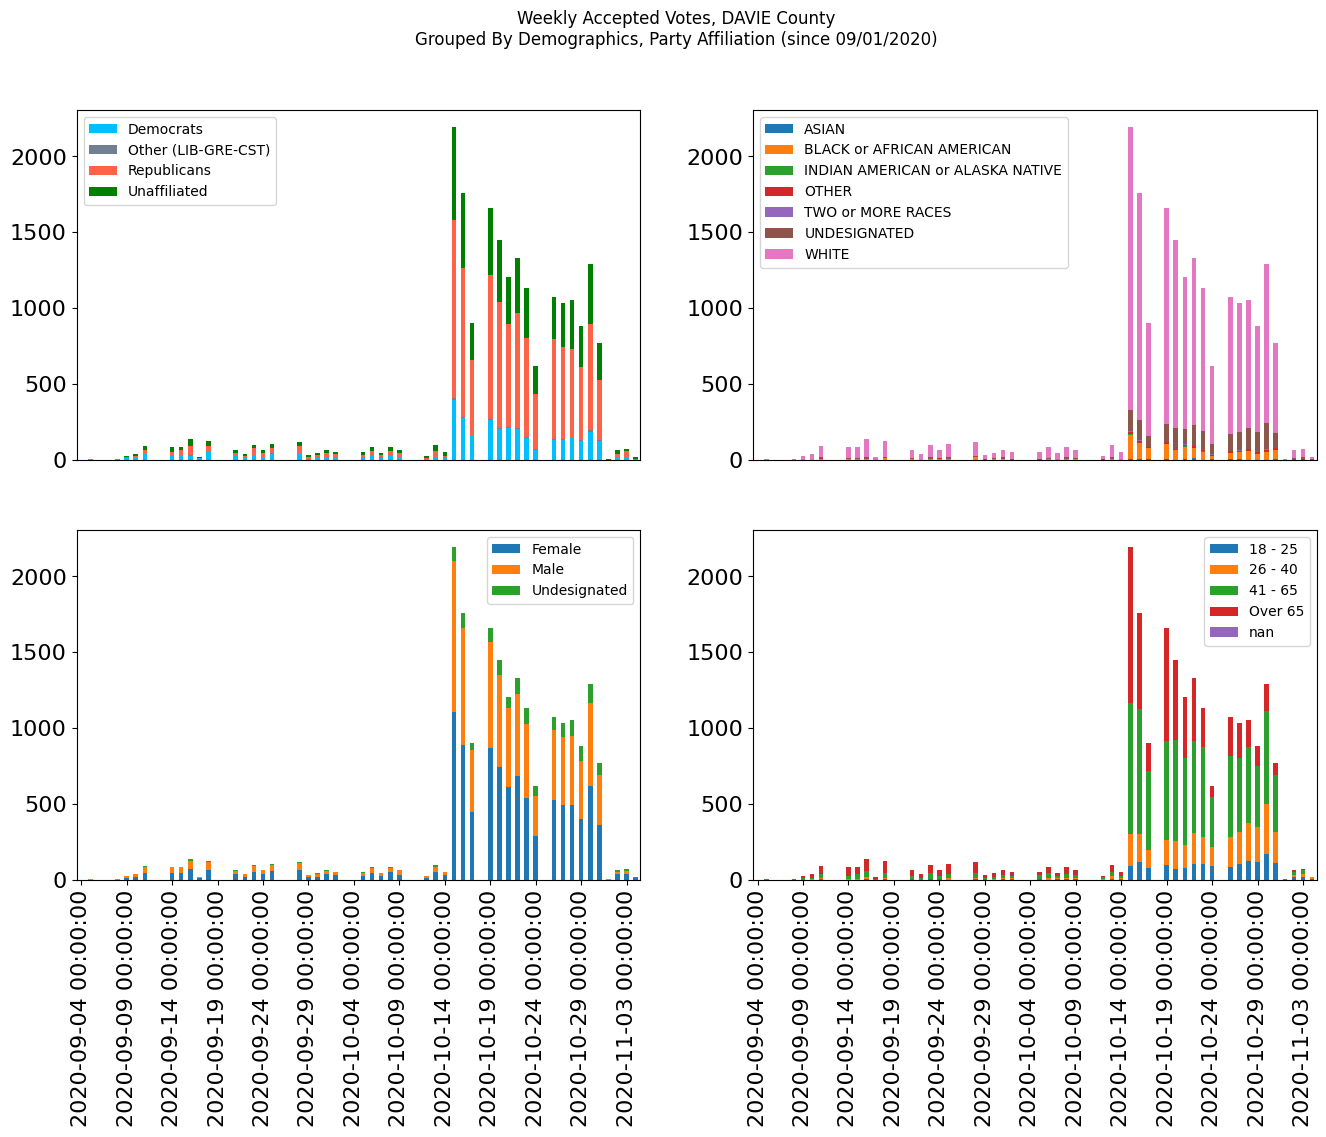 Weekly Accepted Votes, DAVIE County
Grouped By Demographics, Party Affiliation (since 09/01/2020)
Democrats
Other (LIB-GRE-CST)
Republicans
Unaffiliated
2000
1500
1000
500
0
ASIAN
BLACK or AFRICAN AMERICAN
INDIAN AMERICAN or ALASKA NATIVE
OTHER
TWO or MORE RACES
UNDESIGNATED
WHITE
2000
1500
1000
500
0
Female
Male
Undesignated
2000
1500
1000
500
0
2020-09-04 00:00:00
2020-09-09 00:00:00
2020-09-14 00:00:00
2020-09-19 00:00:00
2020-09-24 00:00:00
2020-09-29 00:00:00
2020-10-04 00:00:00
2020-10-09 00:00:00
2020-10-14 00:00:00
2020-10-19 00:00:00
2020-10-24 00:00:00
2020-10-29 00:00:00
2020-11-03 00:00:00
18 - 25
26 - 40
41 - 65
Over 65
nan
2000
1500
1000
500
0
2020-09-04 00:00:00
2020-09-09 00:00:00
2020-09-14 00:00:00
2020-09-19 00:00:00
2020-09-24 00:00:00
2020-09-29 00:00:00
2020-10-04 00:00:00
2020-10-09 00:00:00
2020-10-14 00:00:00
2020-10-19 00:00:00
2020-10-24 00:00:00
2020-10-29 00:00:00
2020-11-03 00:00:00